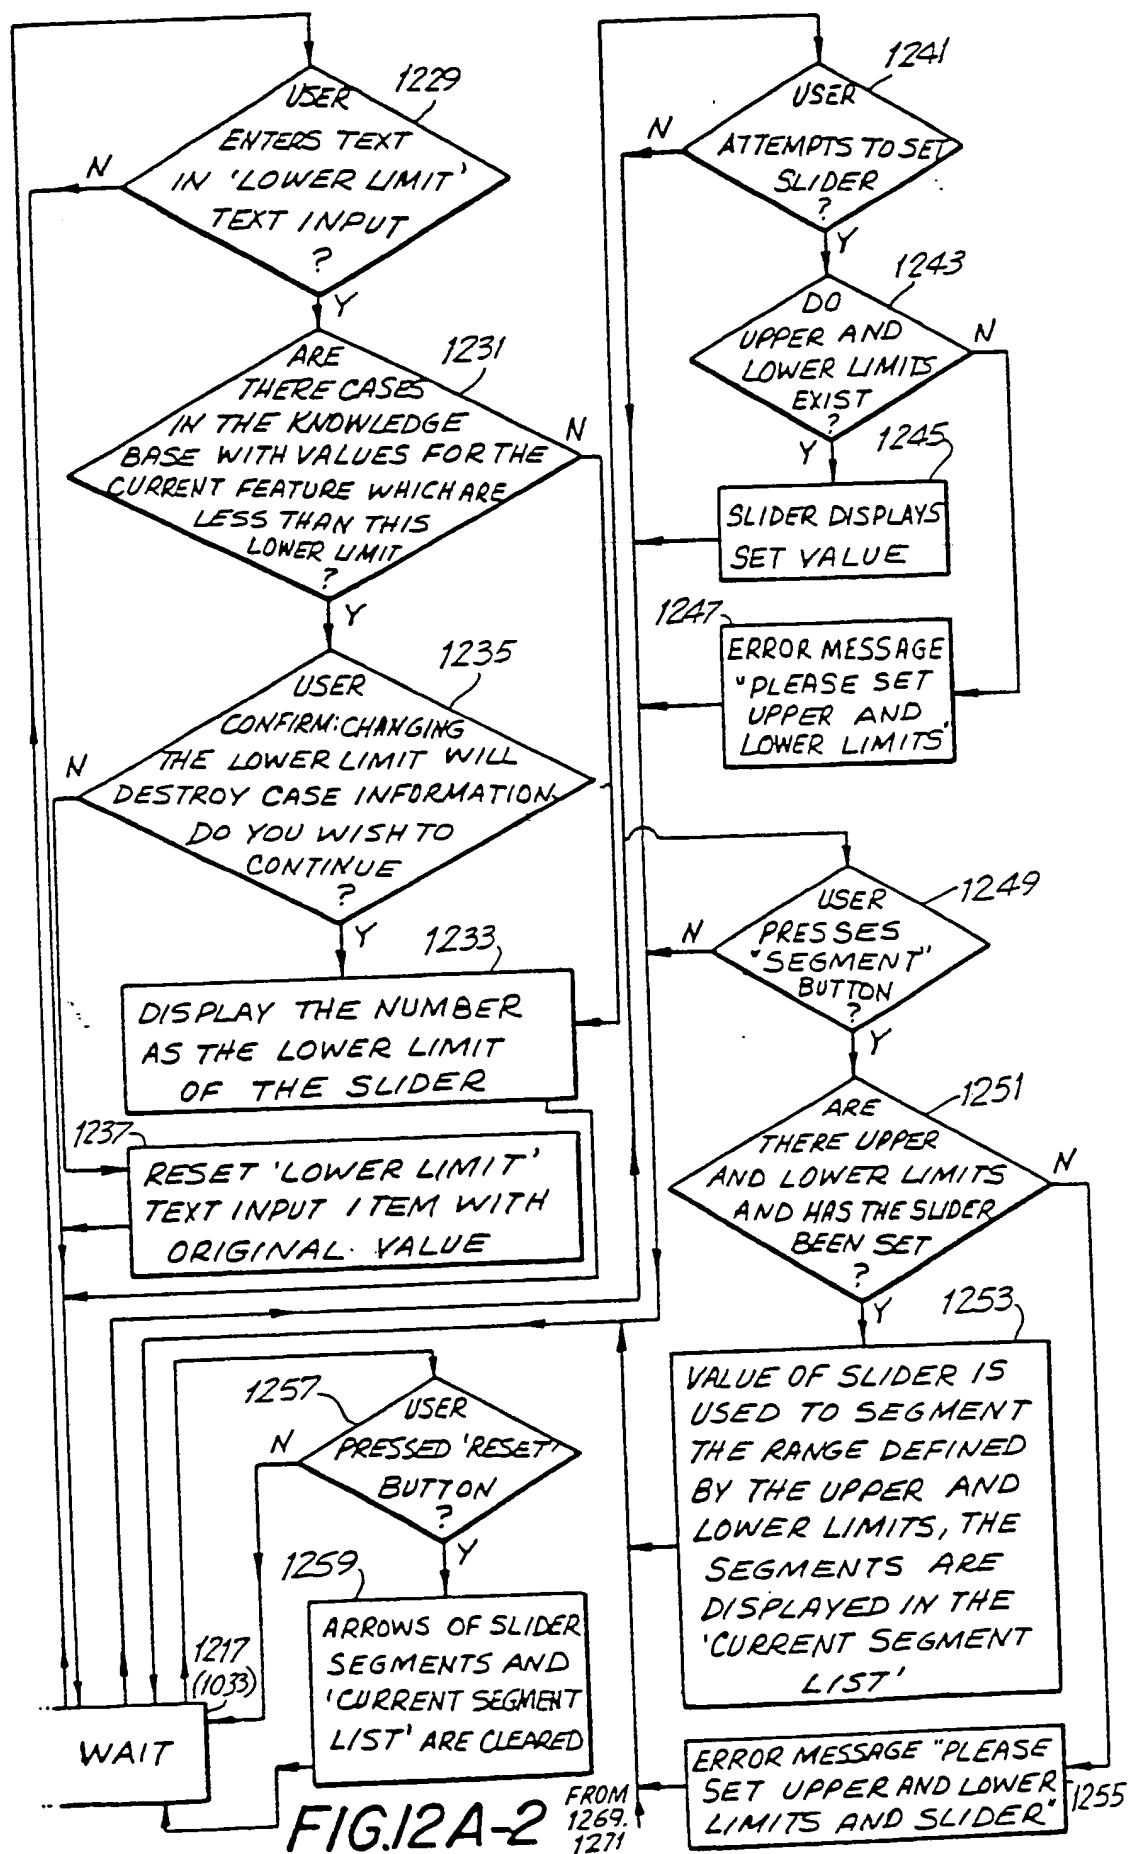 1229
USER
ENTERS TEXT
IN 'LOWER LIMIT'
TEXT INPUT
?
N
Y
1231
ARE
THERE CASES
IN THE KNOWLEDGE
BASE WITH VALUES FOR THE
CURRENT FEATURE WHICH ARE
LESS THAN THIS
LOWER LIMIT
?
N
Y
1235
USER
CONFIRM: CHANGING
THE LOWER LIMIT WILL
DESTROY CASE INFORMATION.
DO YOU WISH TO
CONTINUE
?
N
Y
1233
DISPLAY THE NUMBER
AS THE LOWER LIMIT
OF THE SLIDER
1237
RESET 'LOWER LIMIT'
TEXT INPUT ITEM WITH
ORIGINAL VALUE
1241
USER
ATTEMPTS TO SET
SLIDER
?
N
Y
1243
DO
UPPER AND
LOWER LIMITS
EXIST
?
N
Y
1245
SLIDER DISPLAYS
SET VALUE
1247
ERROR MESSAGE
"PLEASE SET
UPPER AND
LOWER LIMITS"
1249
USER
PRESSES
"SEGMENT"
BUTTON
?
N
Y
1251
ARE
THERE UPPER
AND LOWER LIMITS
AND HAS THE SLIDER
BEEN SET
?
N
Y
1253
VALUE OF SLIDER IS
USED TO SEGMENT
THE RANGE DEFINED
BY THE UPPER AND
LOWER LIMITS, THE
SEGMENTS ARE
DISPLAYED IN THE
'CURRENT SEGMENT
LIST'
ERROR MESSAGE "PLEASE
SET UPPER AND LOWER
LIMITS AND SLIDER"
1255
1257
USER
PRESSED 'RESET'
BUTTON
?
N
Y
1259
ARROWS OF SLIDER
SEGMENTS AND
'CURRENT SEGMENT
LIST' ARE CLEARED
1217
(1033)
WAIT
FROM
1269.
1271
FIG.12A-2